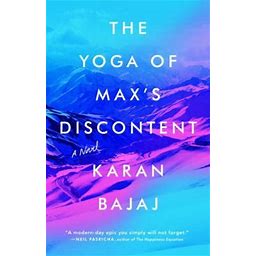 THE
YOGA OF
MAX'S
DISCONTENT
A Novel
KARAN
BAJAJ
"A modern-day epic you simply will not forget."
—NEIL PASRICHA, author of The Happiness Equation